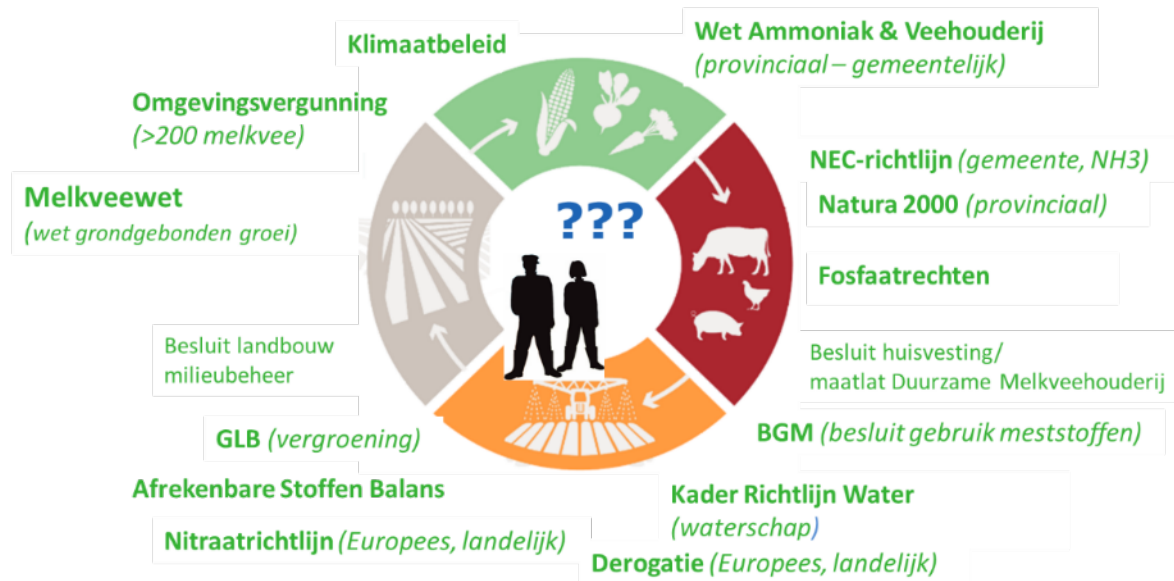 Klimaatbeleid
Wet Ammoniak & Veehouderij
(provinciaal – gemeentelijk)
Omgevingsvergunning
(>200 melkvee)
NEC-richtlijn (gemeente, NH3)
Melkveewet
(wet grondgebonden groei)
Natura 2000 (provinciaal)
???
Fosfaatrechten
Besluit landbouw
milieubeheer
Besluit huisvesting/
maatlat Duurzame Melkveehouderij
GLB (vergroening)
BGM (besluit gebruik meststoffen)
Afrekenbare Stoffen Balans
Kader Richtlijn Water
(waterschap)
Nitraatrichtlijn (Europees, landelijk)
Derogatie (Europees, landelijk)